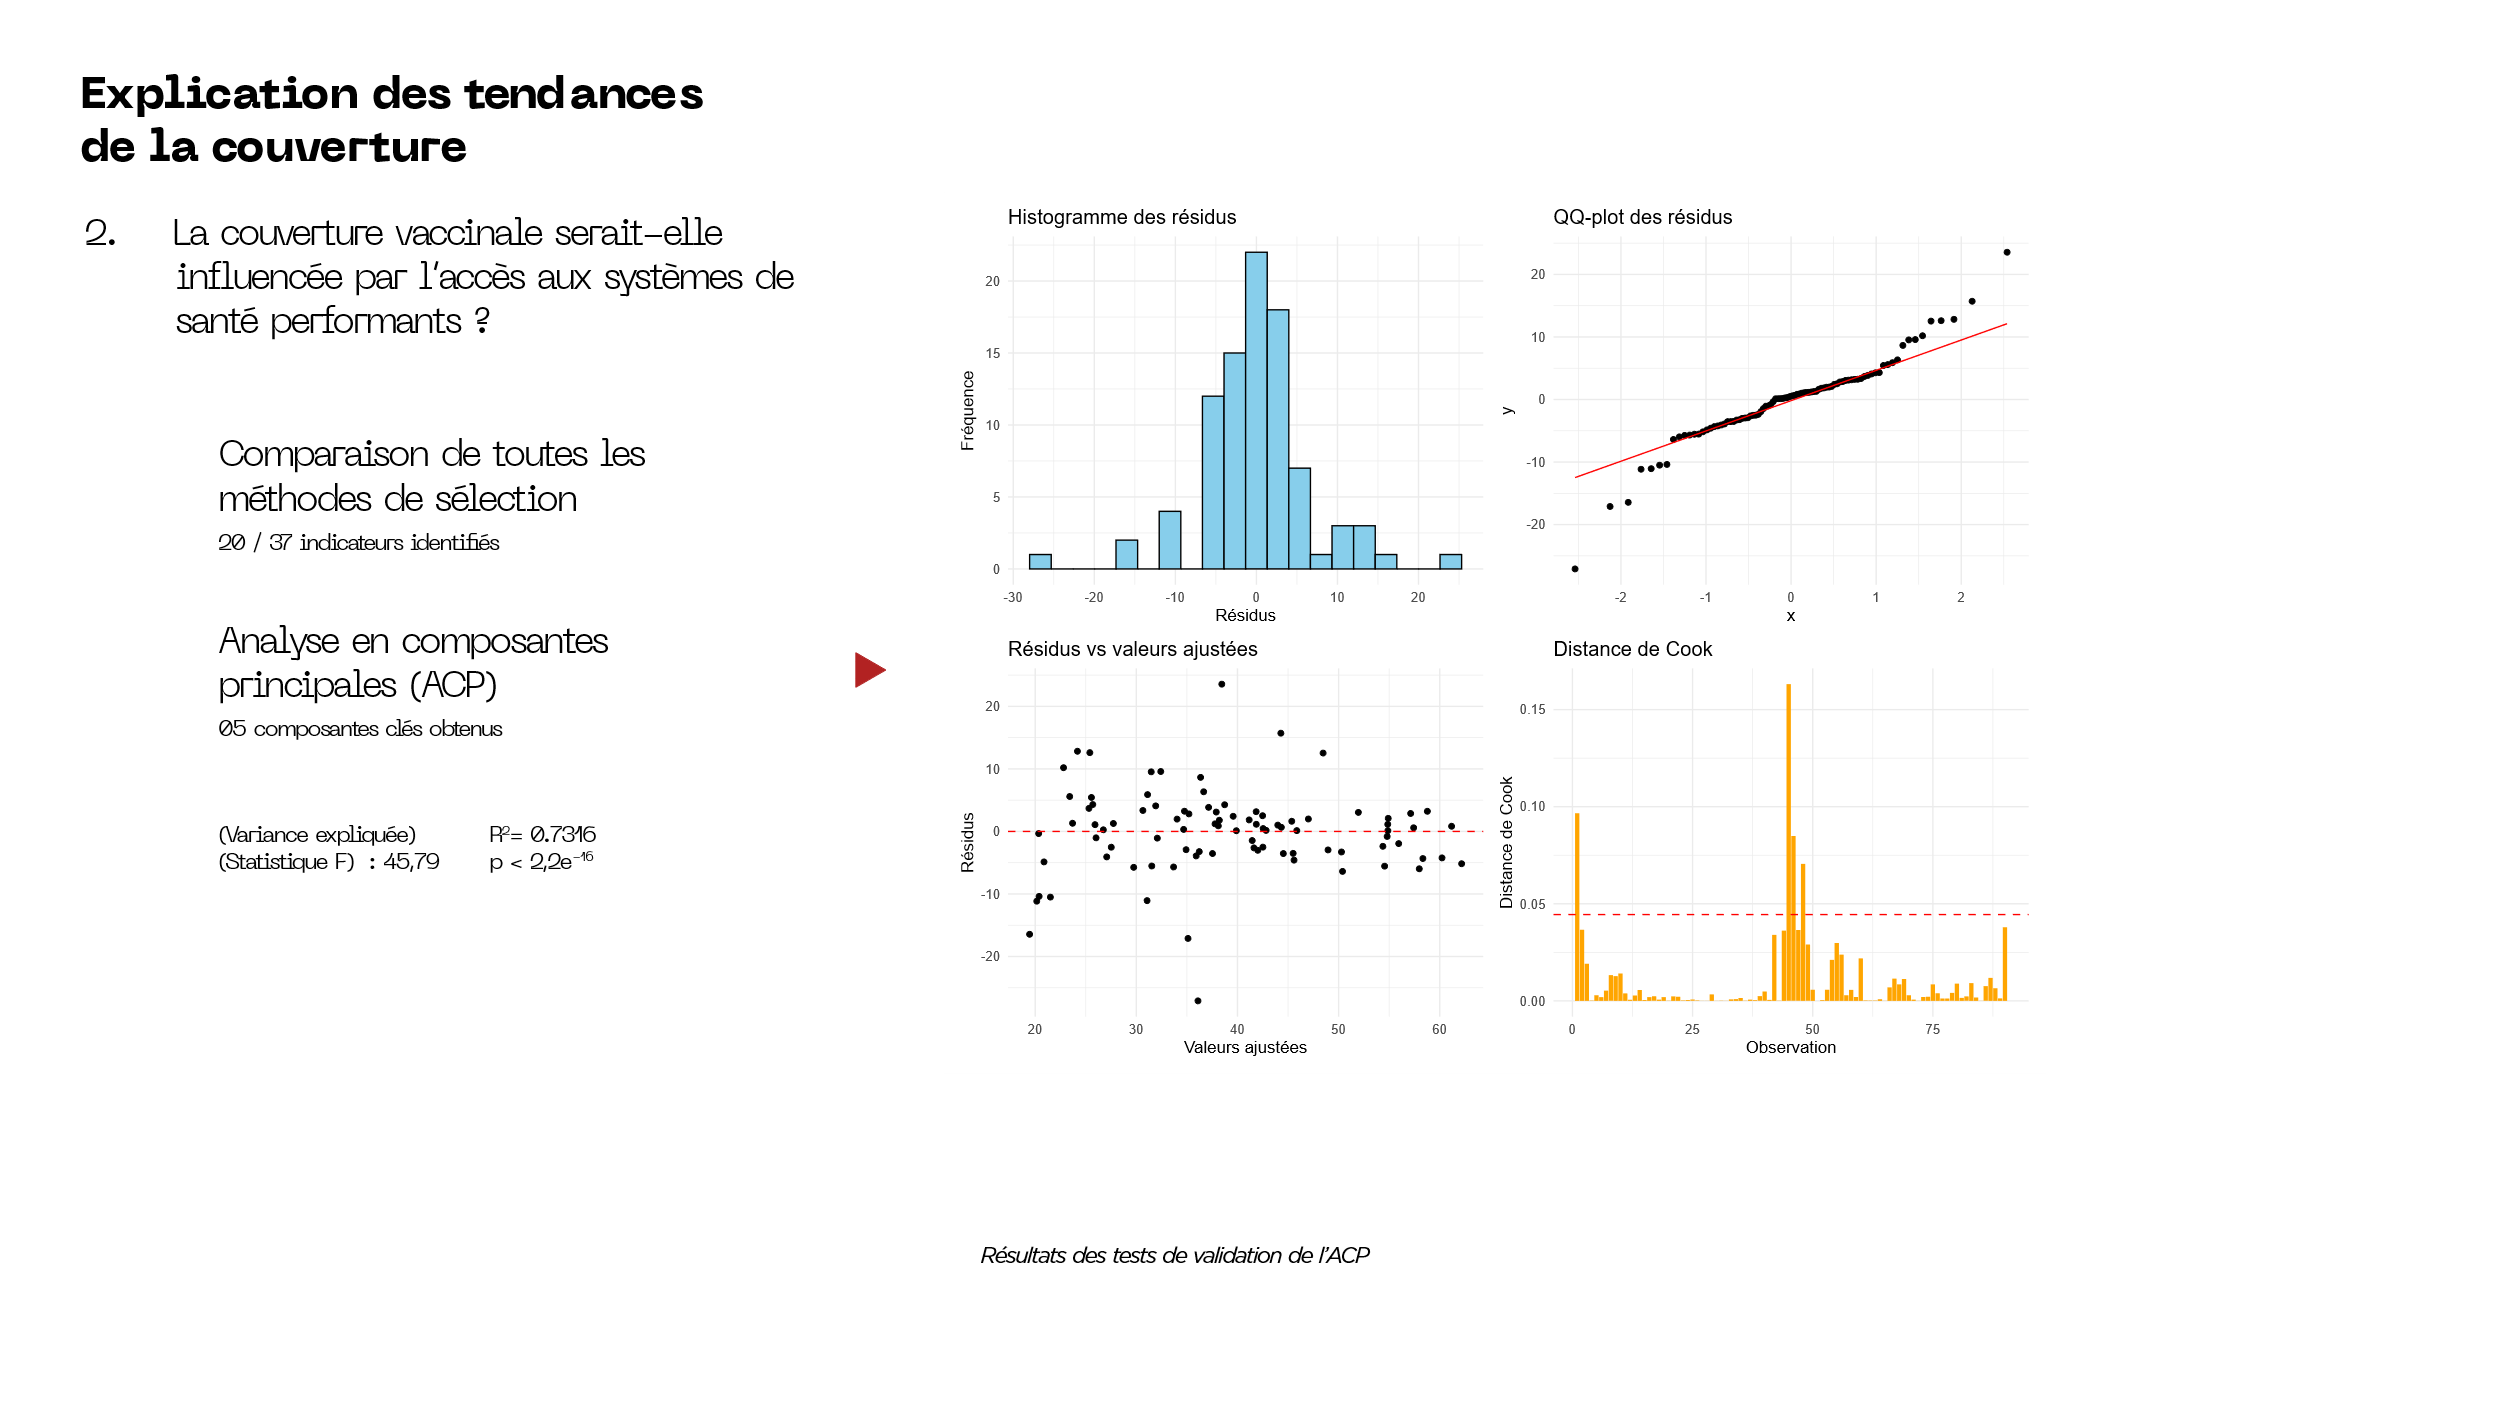 Explication des tendances
de la couverture
2. La couverture vaccinale serait-elle
influencée par l'accès aux systèmes de
santé performants ?
Comparaison de toutes les
méthodes de sélection
20 / 37 indicateurs identifiés
Analyse en composantes
principales (ACP)
05 composantes clés obtenus
(Variance expliquée) R²= 0.7316
(Statistique F) : 45,79 p < 2,2e⁻¹⁶
Histogramme des résidus
Fréquence
20
15
10
5
0
-30 -20 -10 0 10 20
Résidus
QQ-plot des résidus
y
20
10
0
-10
-20
-2 -1 0 1 2
x
Résidus vs valeurs ajustées
Résidus
20
10
0
-10
-20
20 30 40 50 60
Valeurs ajustées
Distance de Cook
Distance de Cook
0.15
0.10
0.05
0.00
0 25 50 75
Observation
Résultats des tests de validation de l'ACP